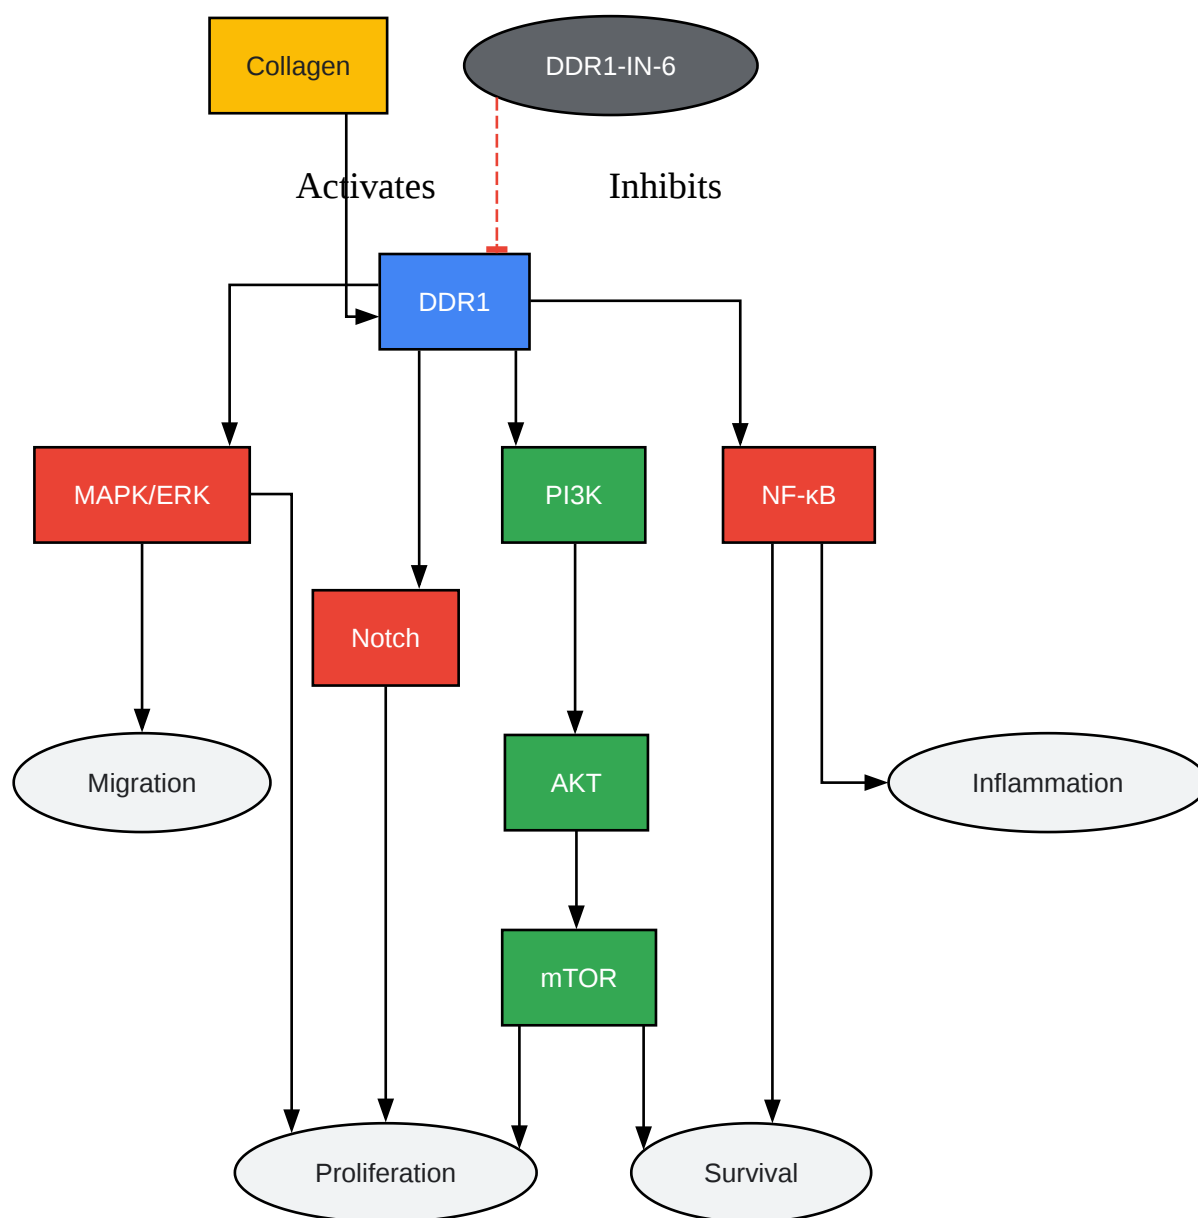 Collagen
DDR1-IN-6
Activates
Inhibits
DDR1
MAPK/ERK
PI3K
NF-κB
Notch
Migration
AKT
Inflammation
mTOR
Proliferation
Survival